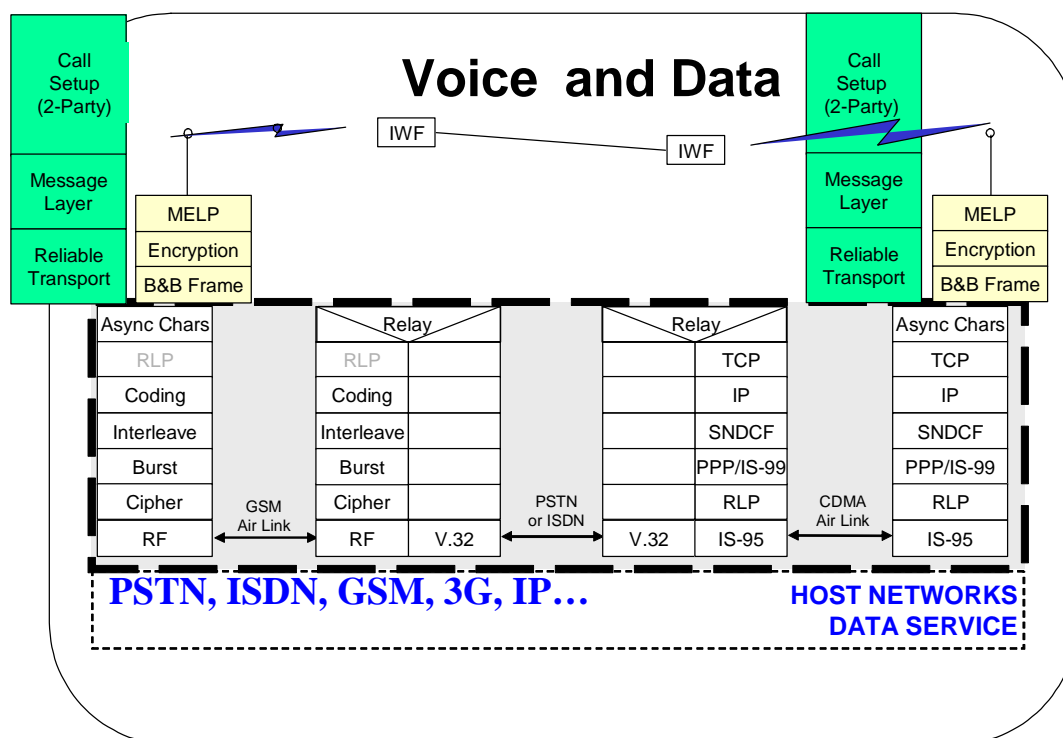 Call
Setup
(2-Party)
Message
Layer
Reliable
Transport
MELP
Encryption
B&B Frame
Voice and Data
IWF
IWF
Call
Setup
(2-Party)
Message
Layer
Reliable
Transport
MELP
Encryption
B&B Frame
Async Chars
RLP
Coding
Interleave
Burst
Cipher
RF
GSM
Air Link
Relay
RLP
Coding
Interleave
Burst
Cipher
RF
V.32
PSTN
or ISDN
Relay
V.32
TCP
IP
SNDCF
PPP/IS-99
RLP
IS-95
CDMA
Air Link
Async Chars
TCP
IP
SNDCF
PPP/IS-99
RLP
IS-95
PSTN, ISDN, GSM, 3G, IP…
HOST NETWORKS
DATA SERVICE